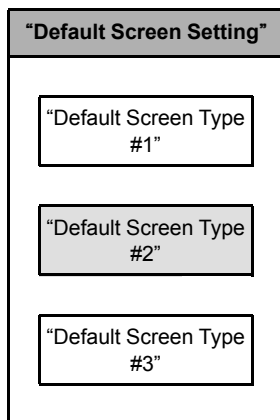 “Default Screen Setting”
“Default Screen Type
#1”
“Default Screen Type
#2”
“Default Screen Type
#3”